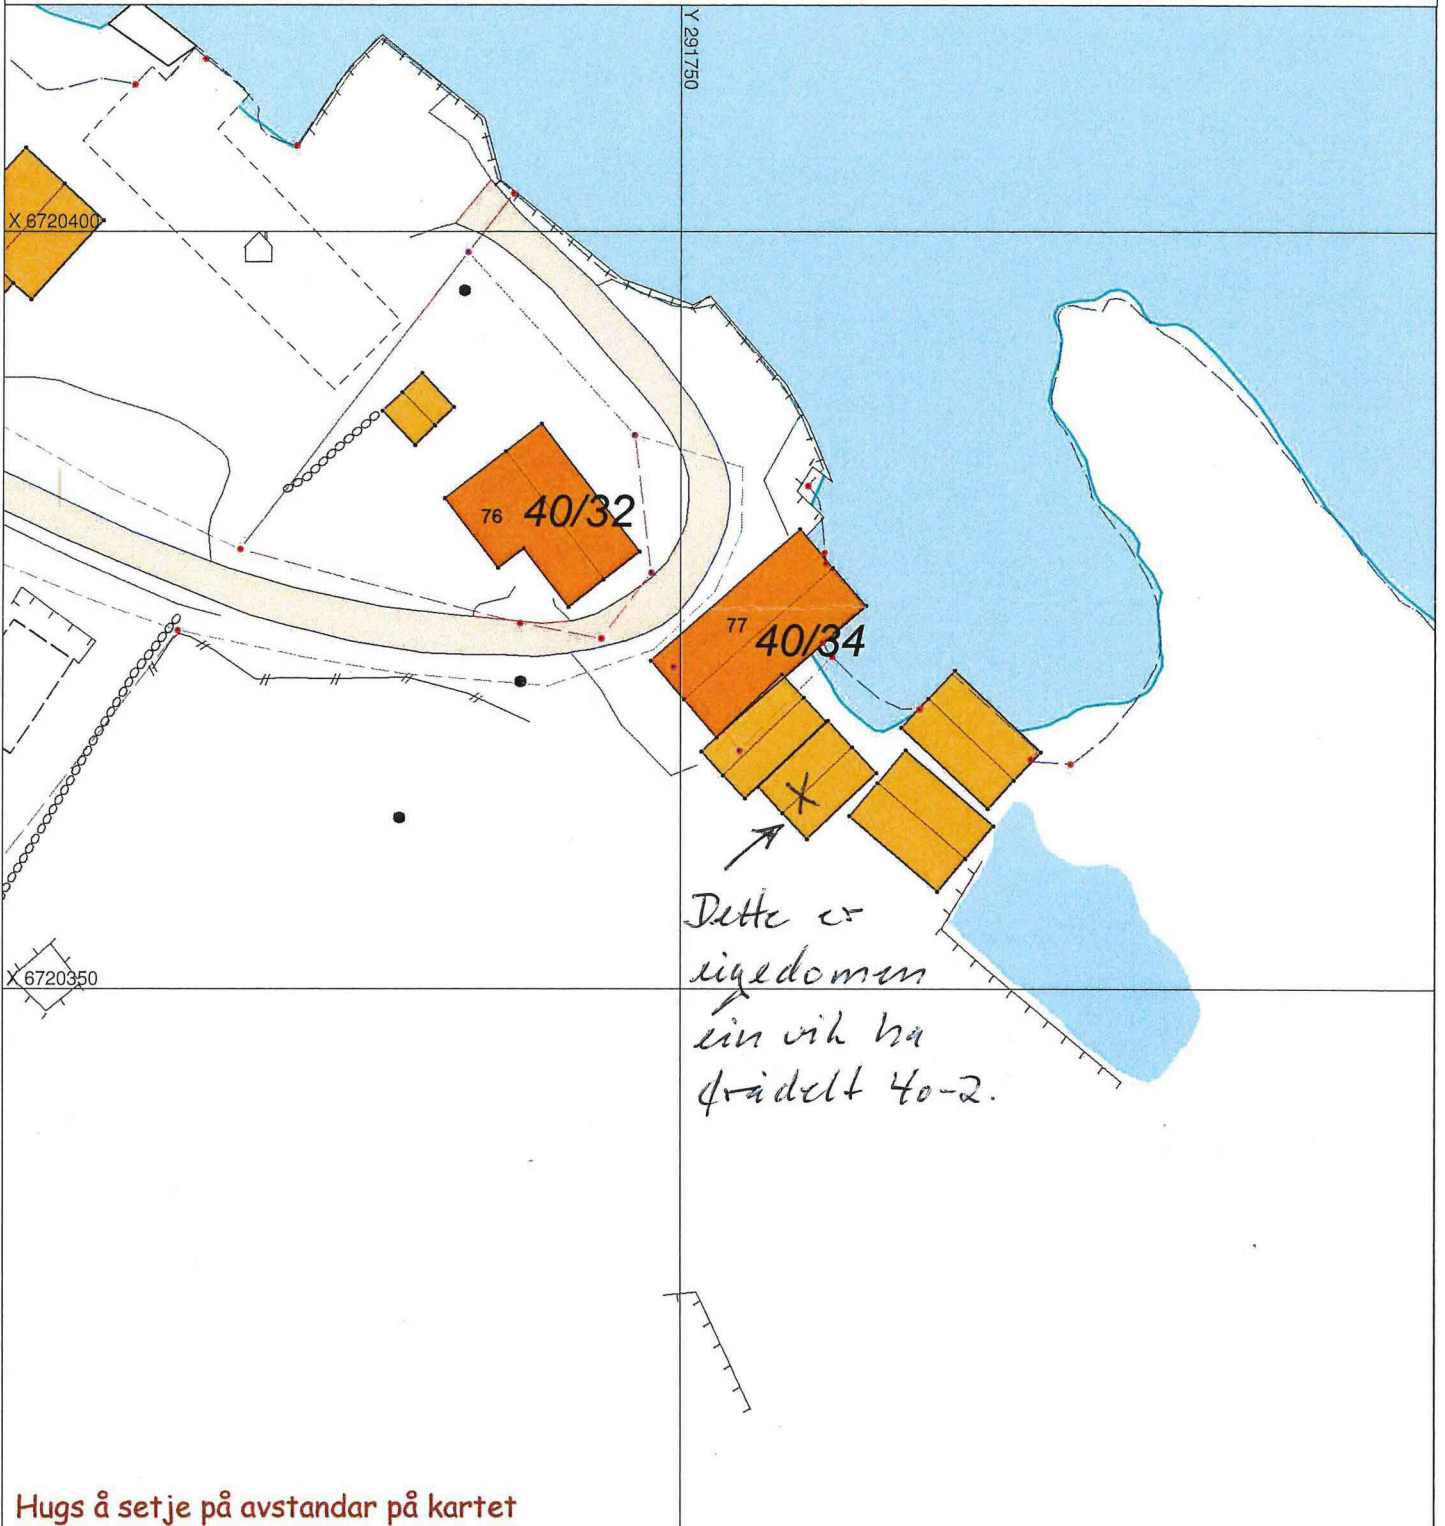 Y 291750
X 6720400
76 40/32
77 40/34
X
Dette er
eigedomen
ein vil ha
frådelt 40-2.
X 6720350
Hugs å setje på avstandar på kartet